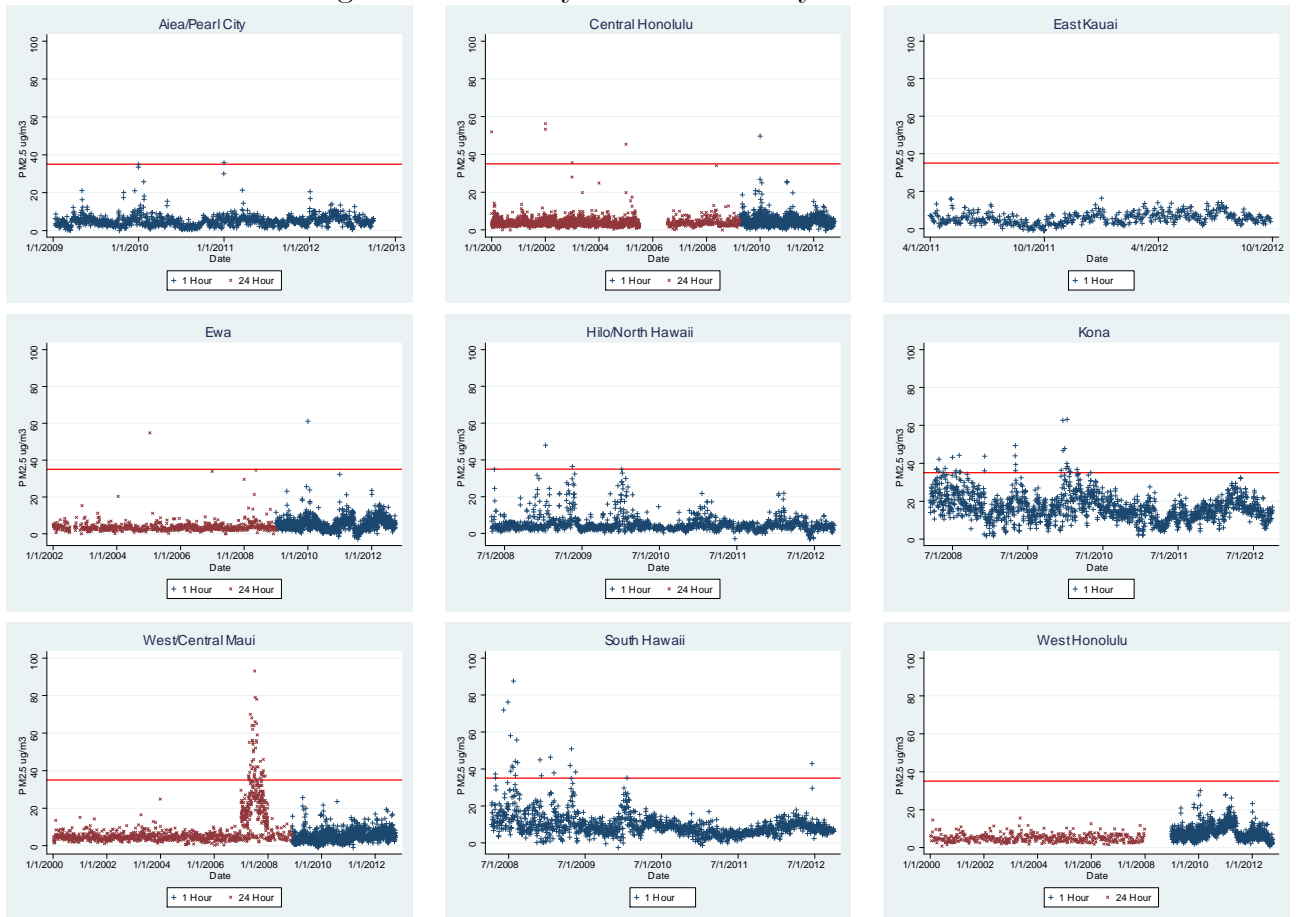 Aiea/Pearl City
PM2.5 ug/m3
100
80
60
40
20
0
1/1/2009 1/1/2010 1/1/2011 1/1/2012 1/1/2013
Date
1 Hour 24 Hour
Central Honolulu
PM2.5 ug/m3
100
80
60
40
20
0
1/1/2000 1/1/2002 1/1/2004 1/1/2006 1/1/2008 1/1/2010 1/1/2012
Date
1 Hour 24 Hour
East Kauai
PM2.5 ug/m3
100
80
60
40
20
0
4/1/2011 10/1/2011 4/1/2012 10/1/2012
Date
1 Hour
Ewa
PM2.5 ug/m3
100
80
60
40
20
0
1/1/2002 1/1/2004 1/1/2006 1/1/2008 1/1/2010 1/1/2012
Date
1 Hour 24 Hour
Hilo/North Hawaii
PM2.5 ug/m3
100
80
60
40
20
0
7/1/2008 7/1/2009 7/1/2010 7/1/2011 7/1/2012
Date
1 Hour 24 Hour
Kona
PM2.5 ug/m3
100
80
60
40
20
0
7/1/2008 7/1/2009 7/1/2010 7/1/2011 7/1/2012
Date
1 Hour
West/Central Maui
PM2.5 ug/m3
100
80
60
40
20
0
1/1/2000 1/1/2002 1/1/2004 1/1/2006 1/1/2008 1/1/2010 1/1/2012
Date
1 Hour 24 Hour
South Hawaii
PM2.5 ug/m3
100
80
60
40
20
0
7/1/2008 7/1/2009 7/1/2010 7/1/2011 7/1/2012
Date
1 Hour
West Honolulu
PM2.5 ug/m3
100
80
60
40
20
0
1/1/2000 1/1/2002 1/1/2004 1/1/2006 1/1/2008 1/1/2010 1/1/2012
Date
1 Hour 24 Hour